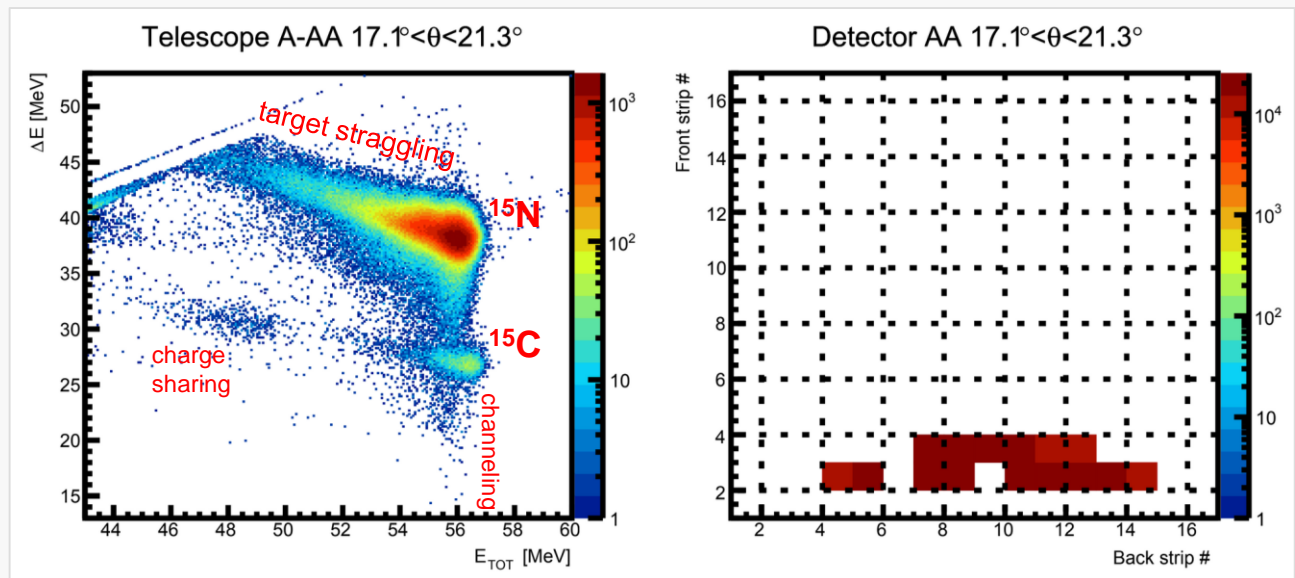 Telescope A-AA 17.1°<θ<21.3°
ΔE [MeV]
50
45
40
35
30
25
20
15
44 46 48 50 52 54 56 58 60
E_TOT [MeV]
target straggling
¹⁵N
¹⁵C
charge
sharing
channeling
10³
10²
10
1
Detector AA 17.1°<θ<21.3°
Front strip #
16
14
12
10
8
6
4
2
2 4 6 8 10 12 14 16
Back strip #
10⁴
10³
10²
10
1